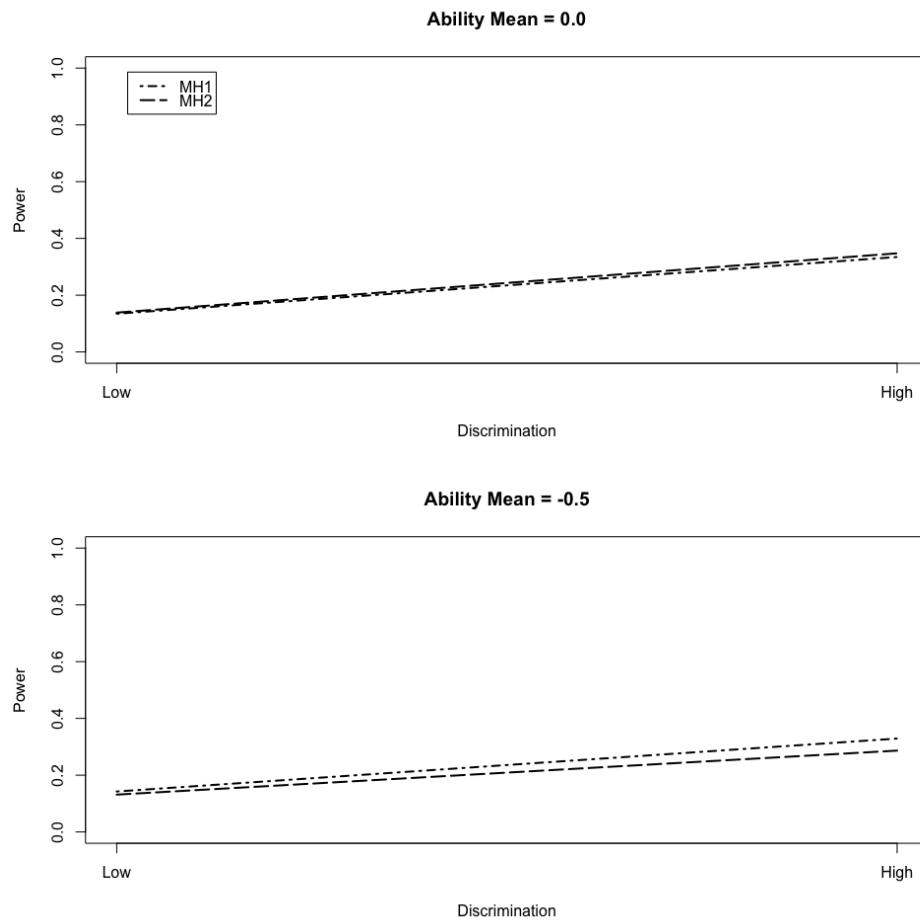 Ability Mean = 0.0
1.0
0.8
0.6
0.4
0.2
0.0
Power
MH1
MH2
Low
High
Discrimination
Ability Mean = -0.5
1.0
0.8
0.6
0.4
0.2
0.0
Power
Low
High
Discrimination